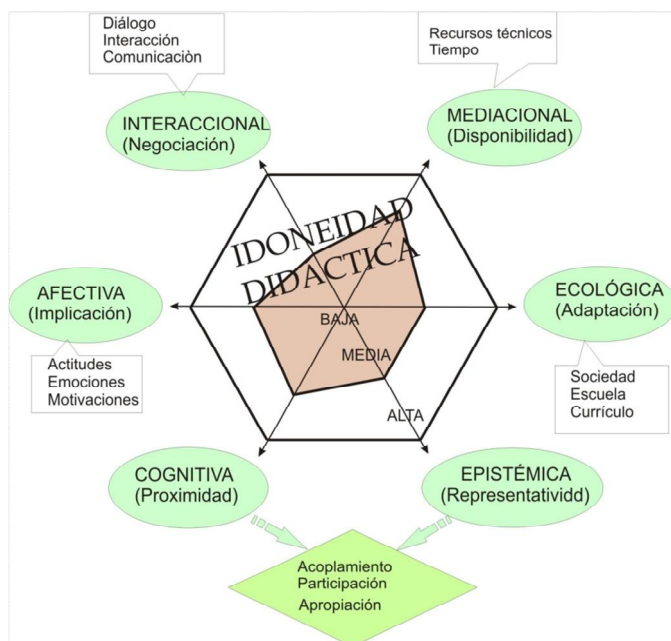 Diálogo
Interacción
Comunicaciòn
Recursos técnicos
Tiempo
INTERACCIONAL
(Negociación)
MEDIACIONAL
(Disponibilidad)
IDONEIDAD
DIDACTICA
AFECTIVA
(Implicación)
ECOLÓGICA
(Adaptación)
BAJA
MEDIA
ALTA
Actitudes
Emociones
Motivaciones
Sociedad
Escuela
Currículo
COGNITIVA
(Proximidad)
EPISTÉMICA
(Representatividd)
Acoplamiento
Participación
Apropiación